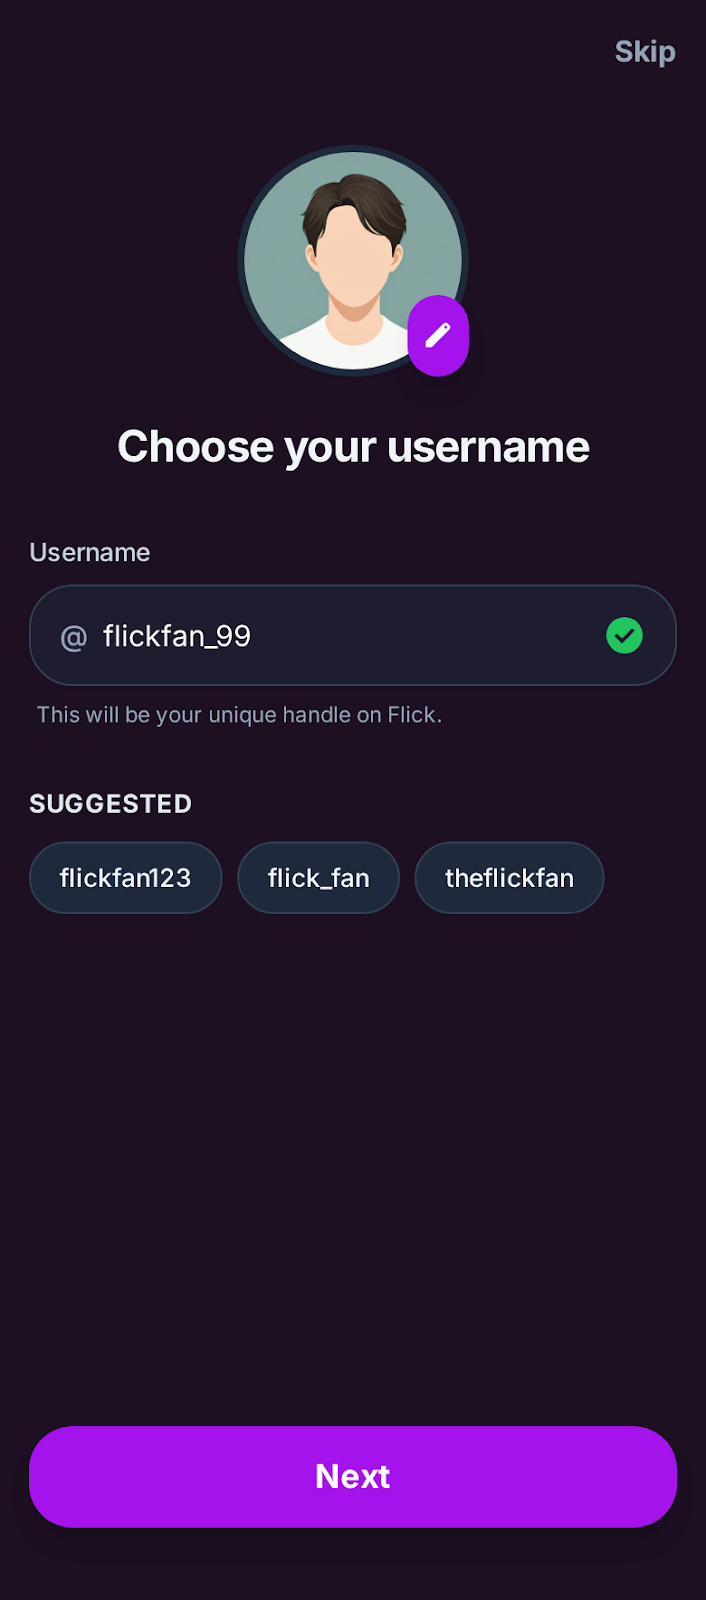 Skip
Choose your username
Username
@ flickfan_99
This will be your unique handle on Flick.
SUGGESTED
flickfan123 flick_fan theflickfan
Next